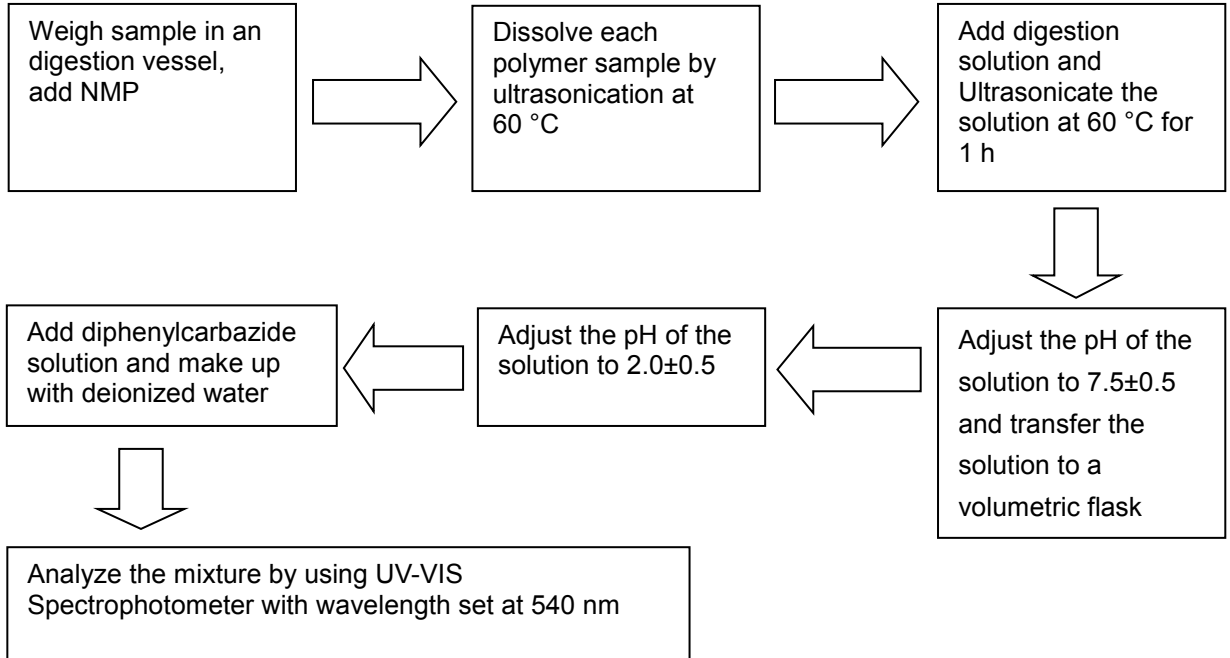 Weigh sample in an
digestion vessel,
add NMP
Dissolve each
polymer sample by
ultrasonication at
60 °C
Add digestion
solution and
Ultrasonicate the
solution at 60 °C for
1 h
Adjust the pH of the
solution to 7.5±0.5
and transfer the
solution to a
volumetric flask
Adjust the pH of the
solution to 2.0±0.5
Add diphenylcarbazide
solution and make up
with deionized water
Analyze the mixture by using UV-VIS
Spectrophotometer with wavelength set at 540 nm